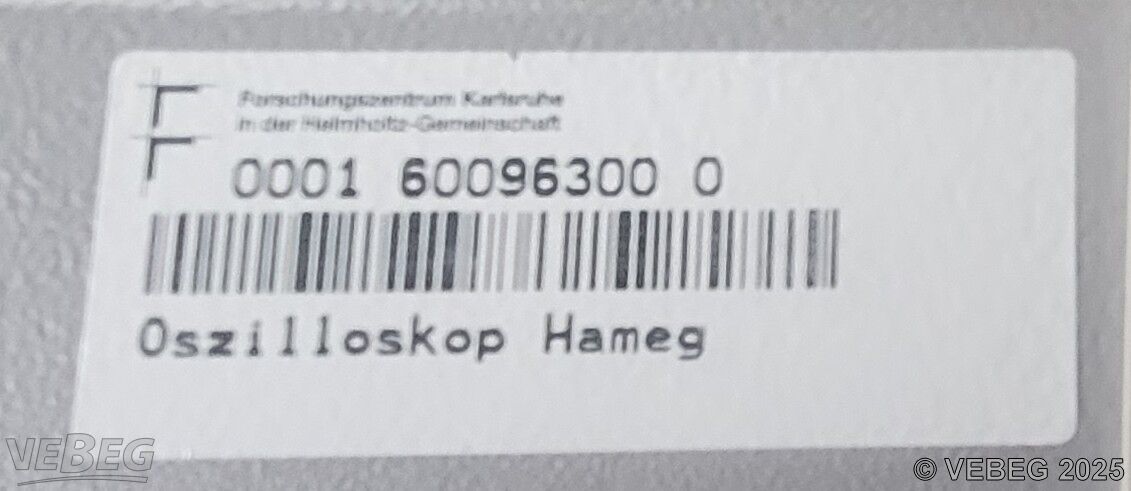 Forschungszentrum Karlsruhe
in der Helmholtz-Gemeinschaft
0001 60096300 0
Oszilloskop Hameg
VEBEG
© VEBEG 2025